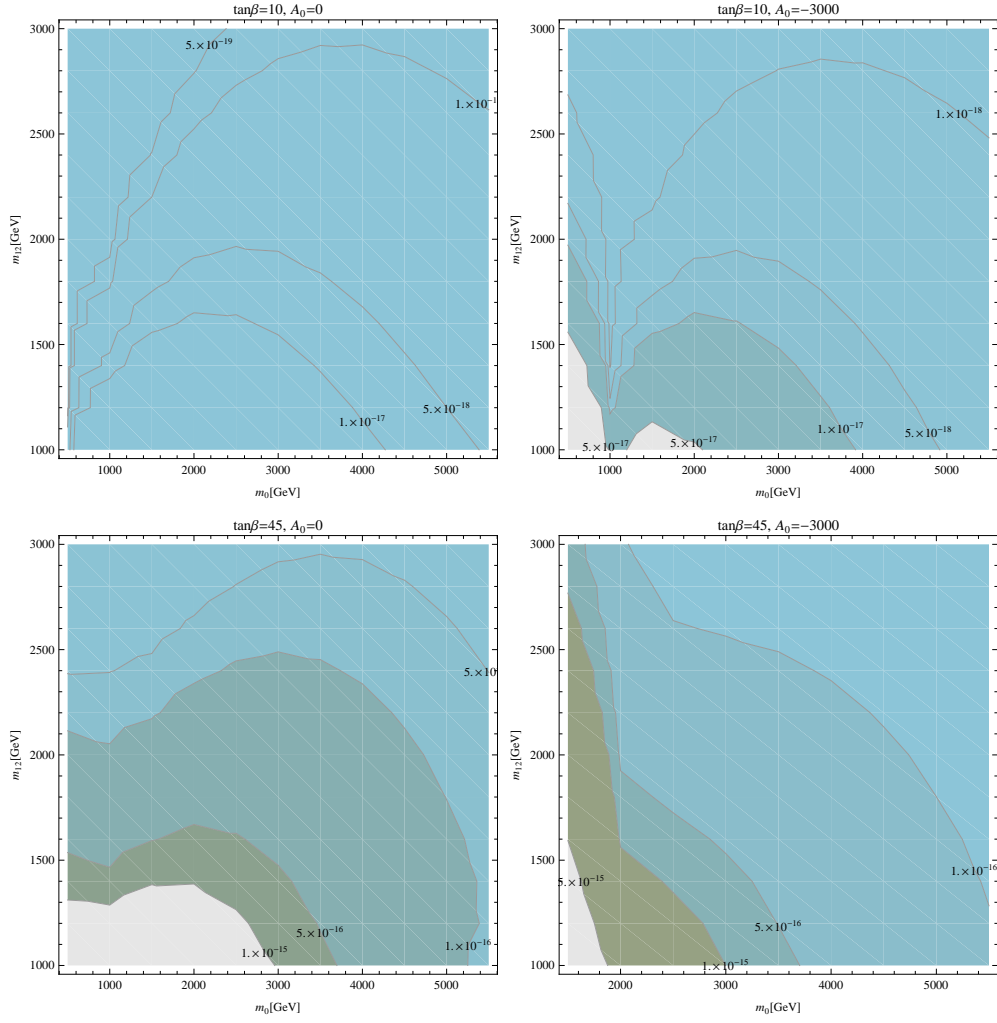 tanβ=10, A₀=0
3000
2500
2000
1500
1000
m₁₂[GeV]
5.×10⁻¹⁹
1.×10⁻¹
5.×10⁻¹⁸
1.×10⁻¹⁷
1000 2000 3000 4000 5000
m₀[GeV]
tanβ=10, A₀=−3000
3000
2500
2000
1500
1000
m₁₂[GeV]
1.×10⁻¹⁸
5.×10⁻¹⁷
5.×10⁻¹⁷
1.×10⁻¹⁷
5.×10⁻¹⁸
1000 2000 3000 4000 5000
m₀[GeV]
tanβ=45, A₀=0
3000
2500
2000
1500
1000
m₁₂[GeV]
5.×10
5.×10⁻¹⁶
1.×10⁻¹⁵
1.×10⁻¹⁶
1000 2000 3000 4000 5000
m₀[GeV]
tanβ=45, A₀=−3000
3000
2500
2000
1500
1000
m₁₂[GeV]
1.×10⁻¹⁶
5.×10⁻¹⁵
5.×10⁻¹⁶
1.×10⁻¹⁵
2000 3000 4000 5000
m₀[GeV]